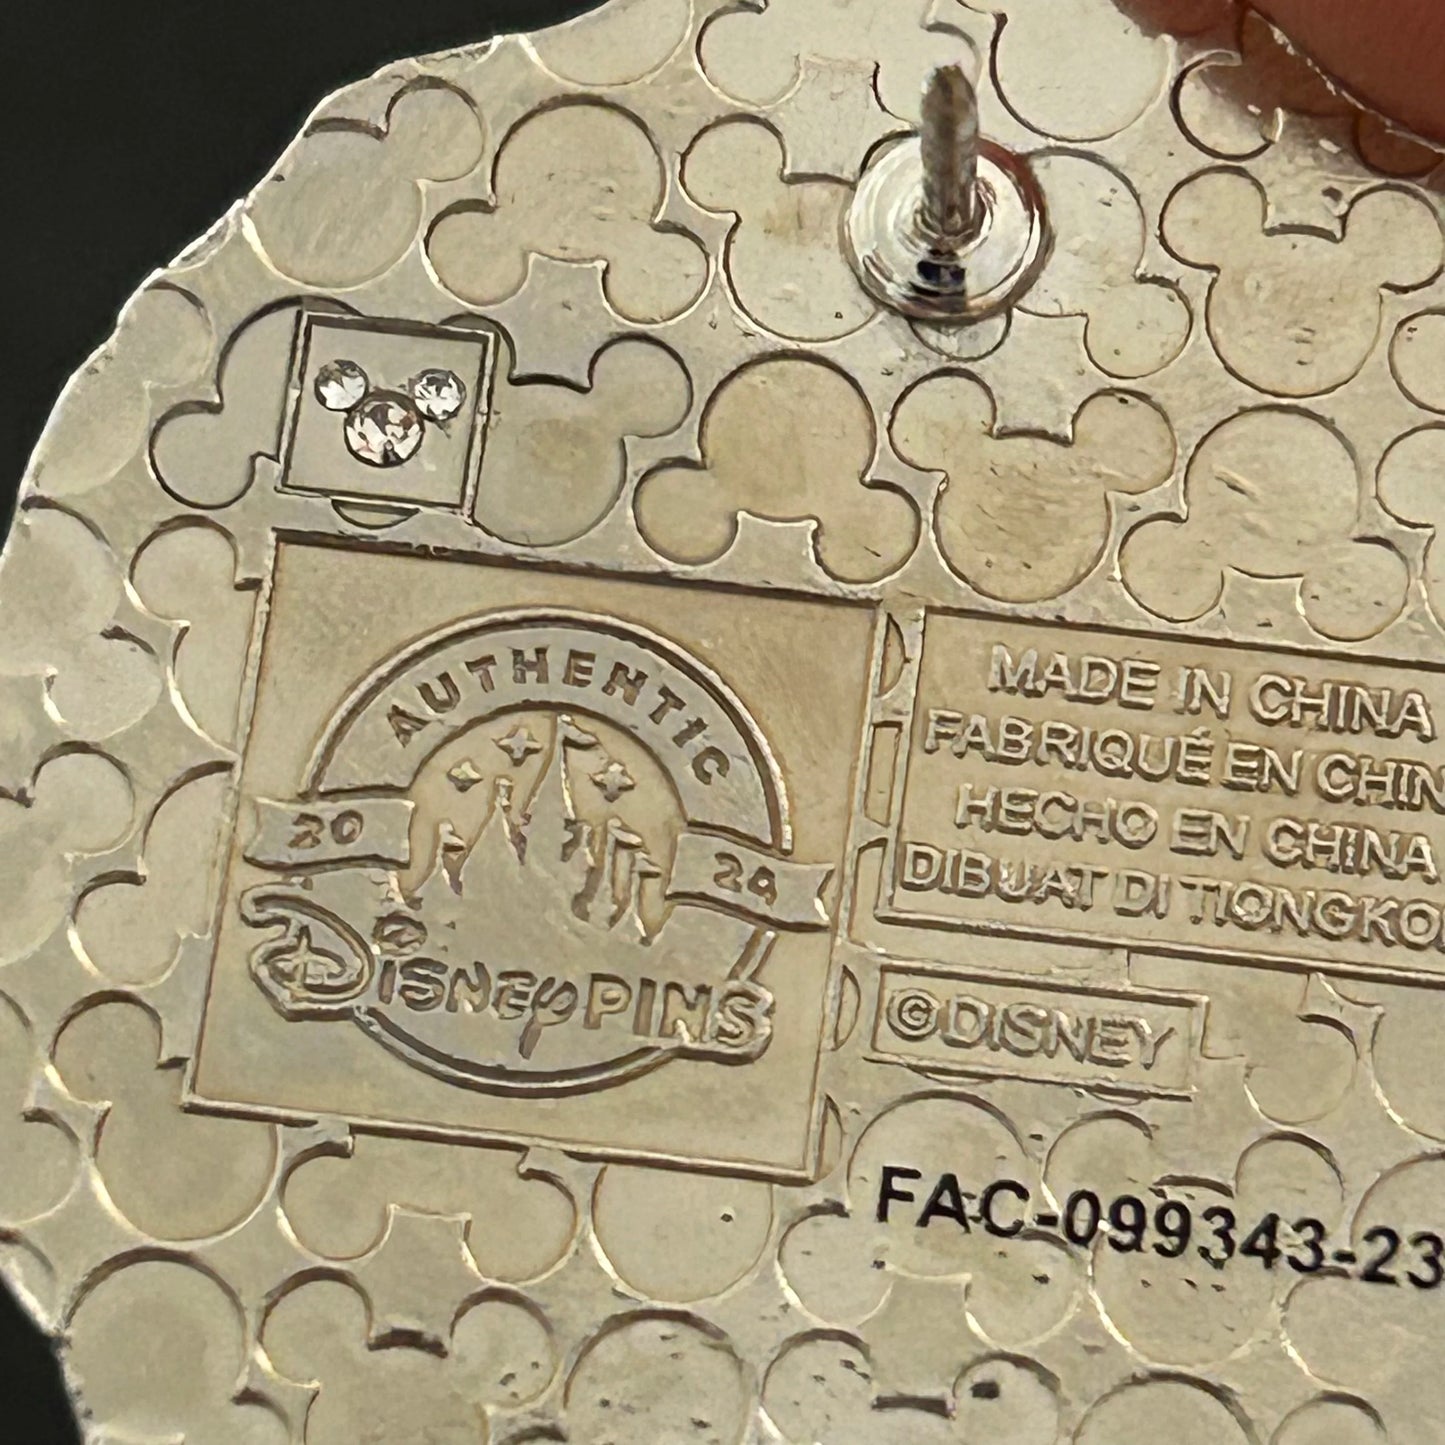 AUTHENTIC
20 24
DISNEY PINS
MADE IN CHINA
FABRIQUÉ EN CHIN
HECHO EN CHINA
DIBUAT DI TIONGKO
©DISNEY
FAC-099343-23